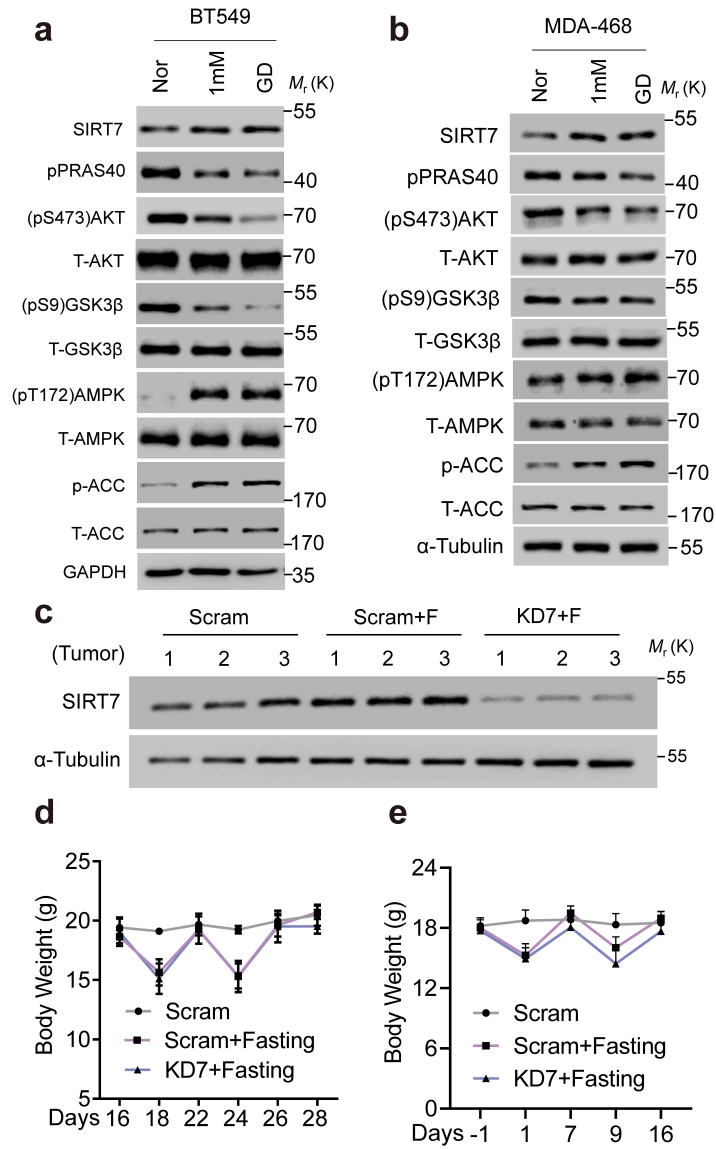 a
BT549
Nor 1mM GD Mr (K)
SIRT7 55
pPRAS40 40
(pS473)AKT 70
T-AKT 70
(pS9)GSK3β 55
T-GSK3β 55
(pT172)AMPK 70
T-AMPK 70
p-ACC 170
T-ACC 170
GAPDH 35
b
MDA-468
Nor 1mM GD Mr (K)
SIRT7 55
pPRAS40 40
(pS473)AKT 70
T-AKT 70
(pS9)GSK3β 55
T-GSK3β 55
(pT172)AMPK 70
T-AMPK 70
p-ACC 170
T-ACC 170
α-Tubulin 55
c
Scram Scram+F KD7+F
(Tumor) 1 2 3 1 2 3 1 2 3 Mr (K)
SIRT7 55
α-Tubulin 55
d
Body Weight (g)
25
20
15
10
5
Scram
Scram+Fasting
KD7+Fasting
Days 16 18 22 24 26 28
e
Body Weight (g)
24
18
12
6
0
Scram
Scram+Fasting
KD7+Fasting
Days -1 1 7 9 16